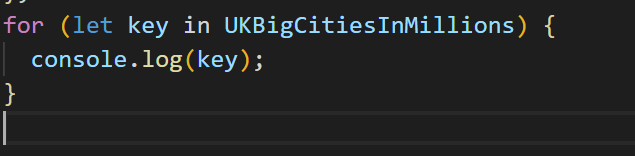 for (let key in UKBigCitiesInMillions) {
  console.log(key);
}